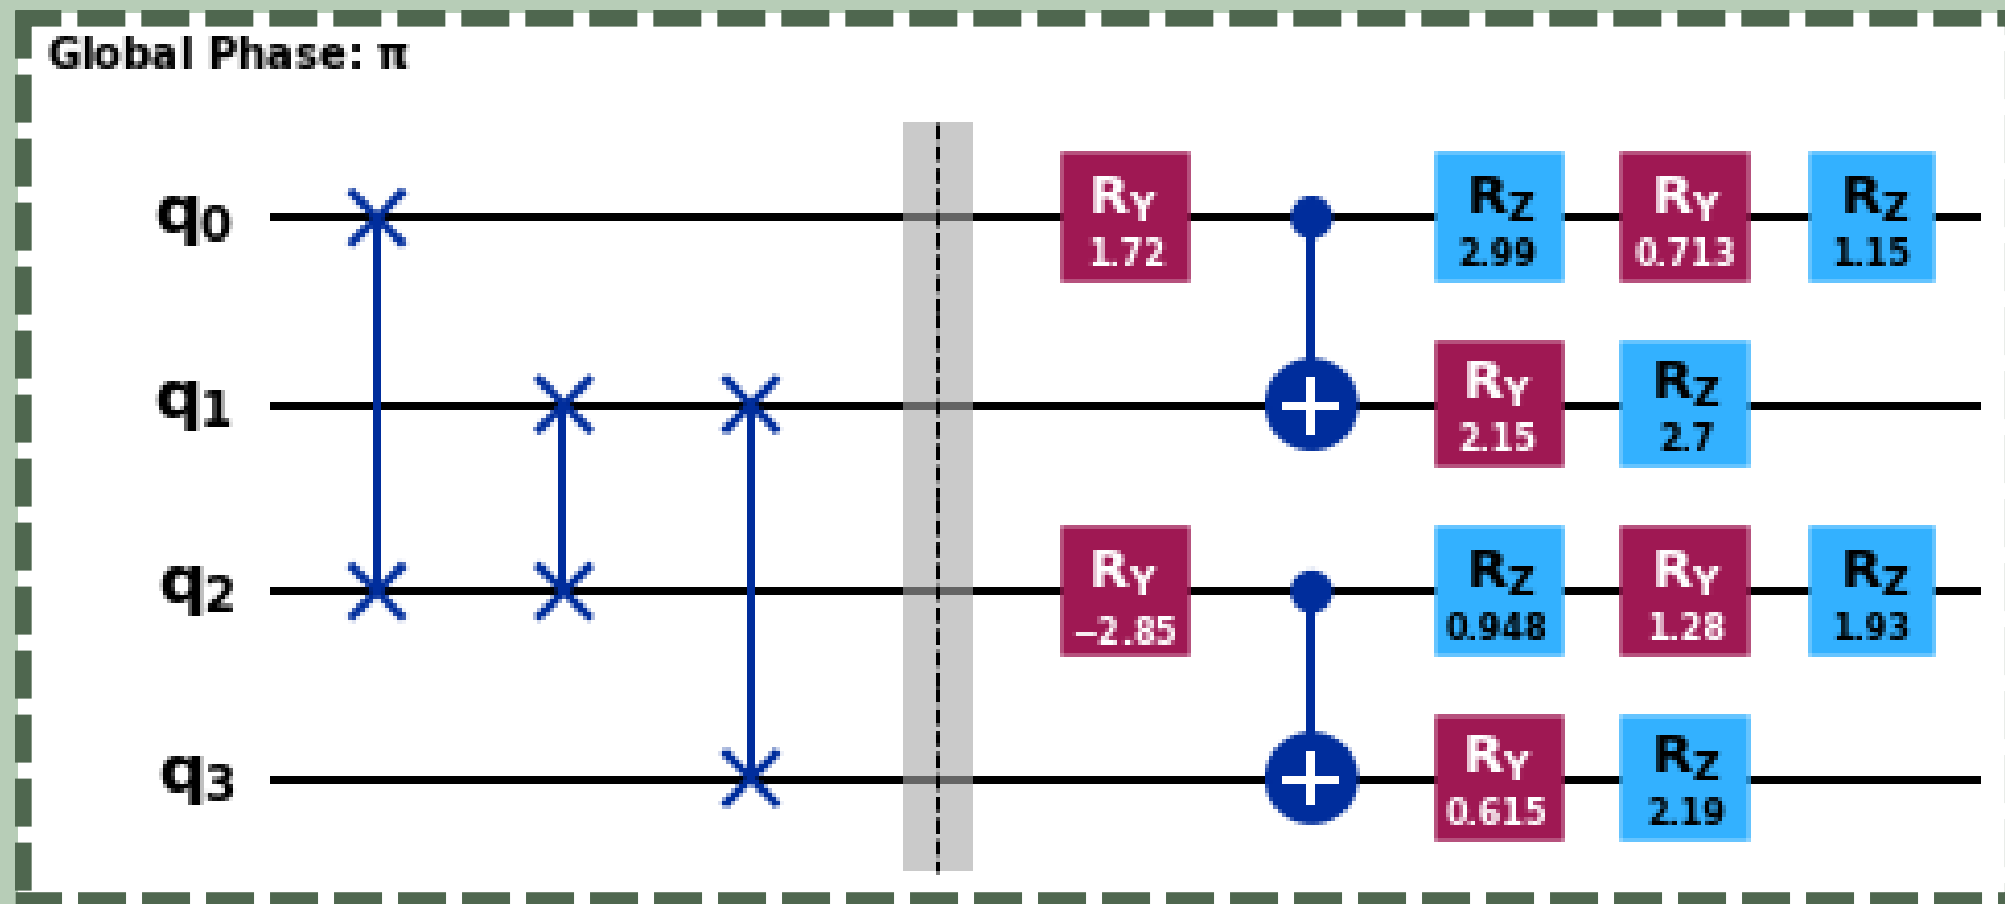 Global Phase: π
q0 RY 1.72 RZ 2.99 RY 0.713 RZ 1.15
q1 RY 2.15 RZ 2.7
q2 RY −2.85 RZ 0.948 RY 1.28 RZ 1.93
q3 RY 0.615 RZ 2.19